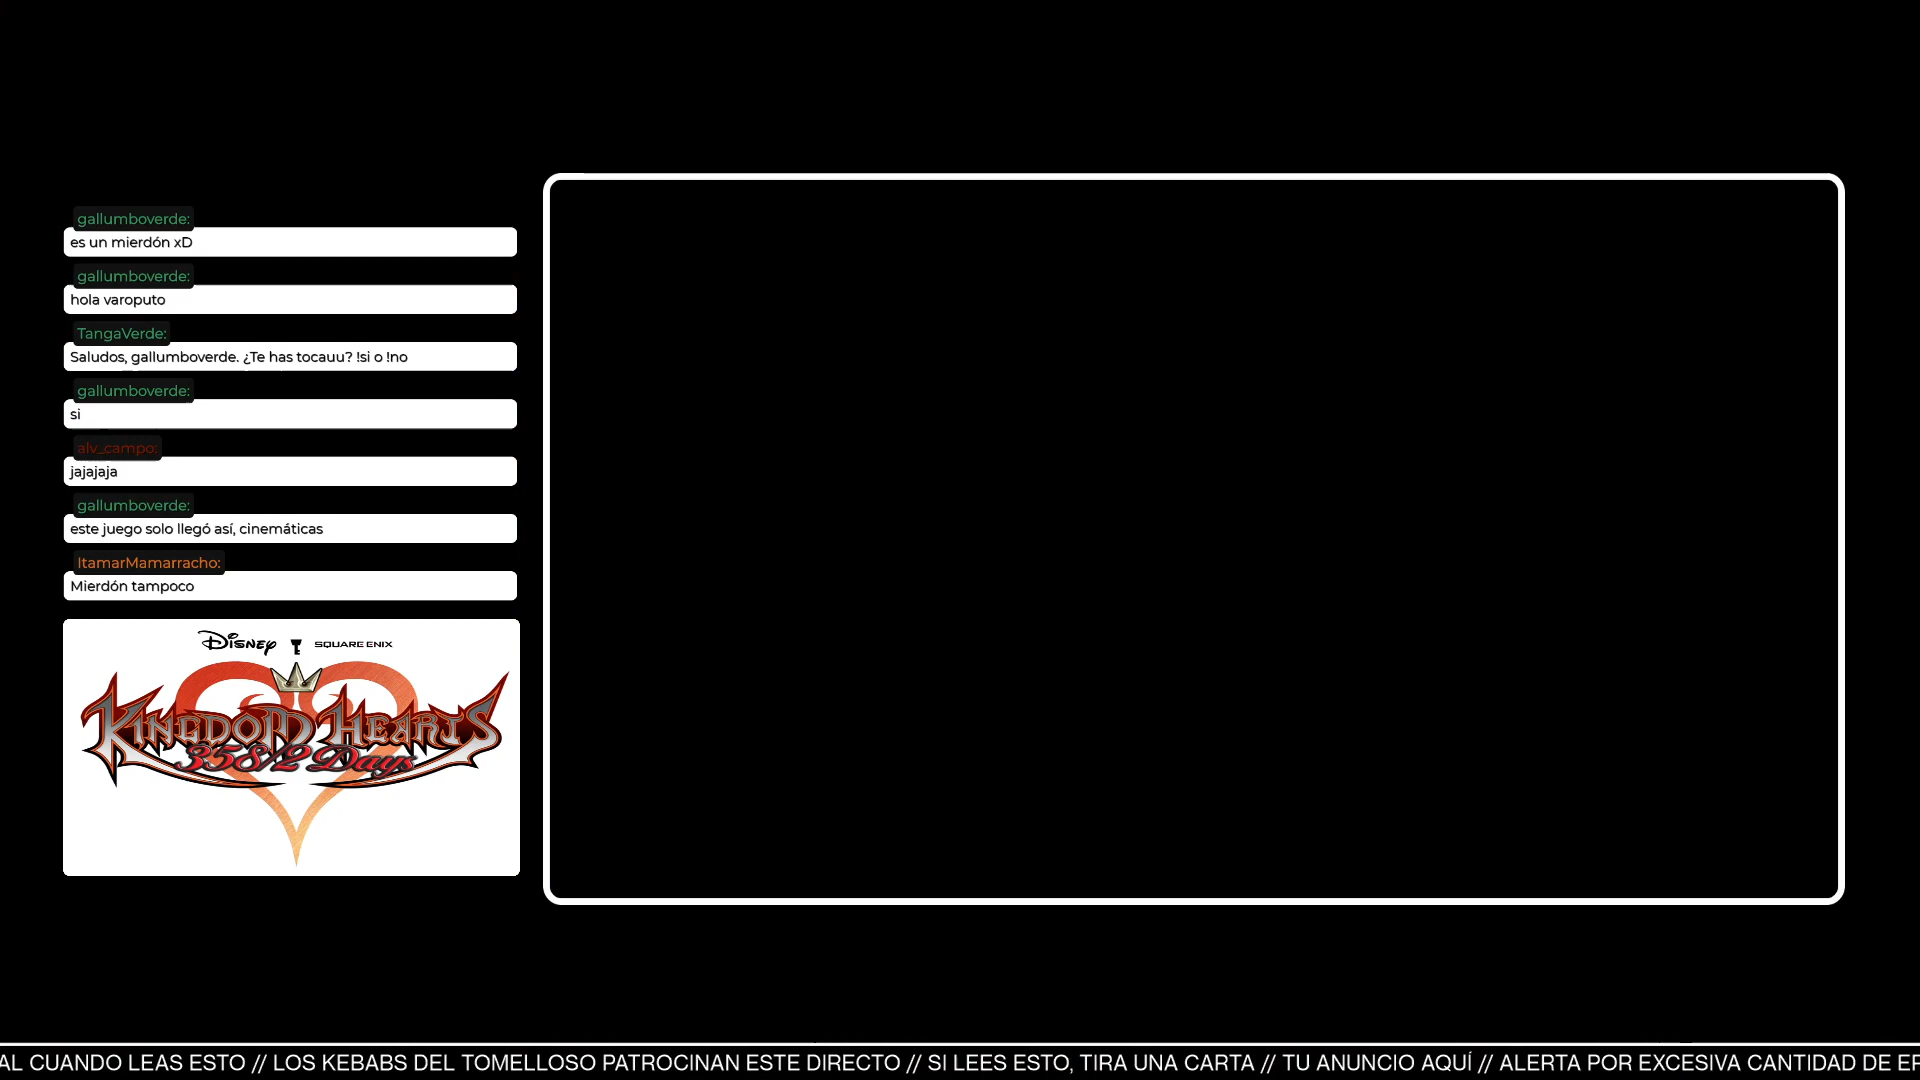 gallumboverde:
es un mierdón xD
gallumboverde:
hola varoputo
TangaVerde:
Saludos, gallumboverde. ¿Te has tocauu? !si o !no
gallumboverde:
si
alv_campo:
jajajaja
gallumboverde:
este juego solo llegó así, cinemáticas
ItamarMamarracho:
Mierdón tampoco
Disney SQUARE ENIX
KINGDOM HEARTS
358/2 Days
AL CUANDO LEAS ESTO // LOS KEBABS DEL TOMELLOSO PATROCINAN ESTE DIRECTO // SI LEES ESTO, TIRA UNA CARTA // TU ANUNCIO AQUÍ // ALERTA POR EXCESIVA CANTIDAD DE